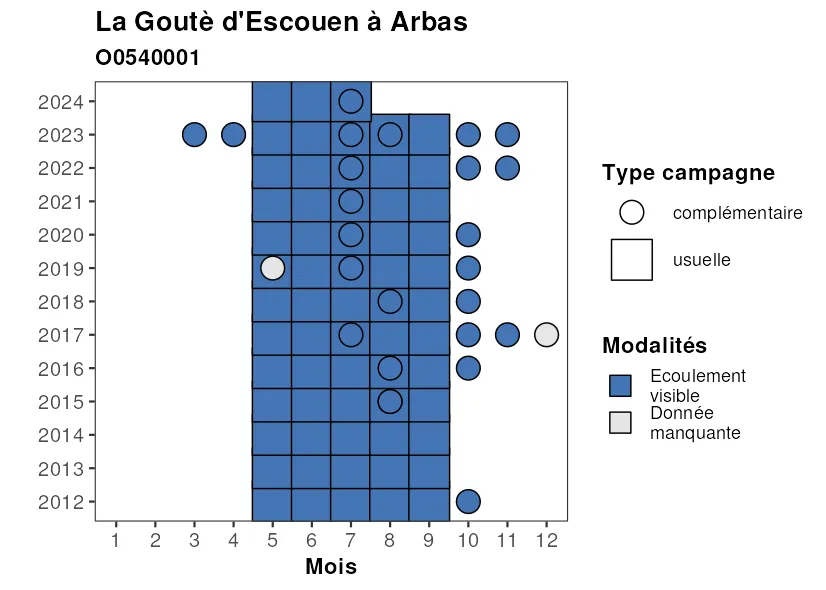 La Goutè d'Escouen à Arbas
O0540001
2024
2023
2022
2021
2020
2019
2018
2017
2016
2015
2014
2013
2012
1 2 3 4 5 6 7 8 9 10 11 12
Mois
Type campagne
complémentaire
usuelle
Modalités
Ecoulement
visible
Donnée
manquante